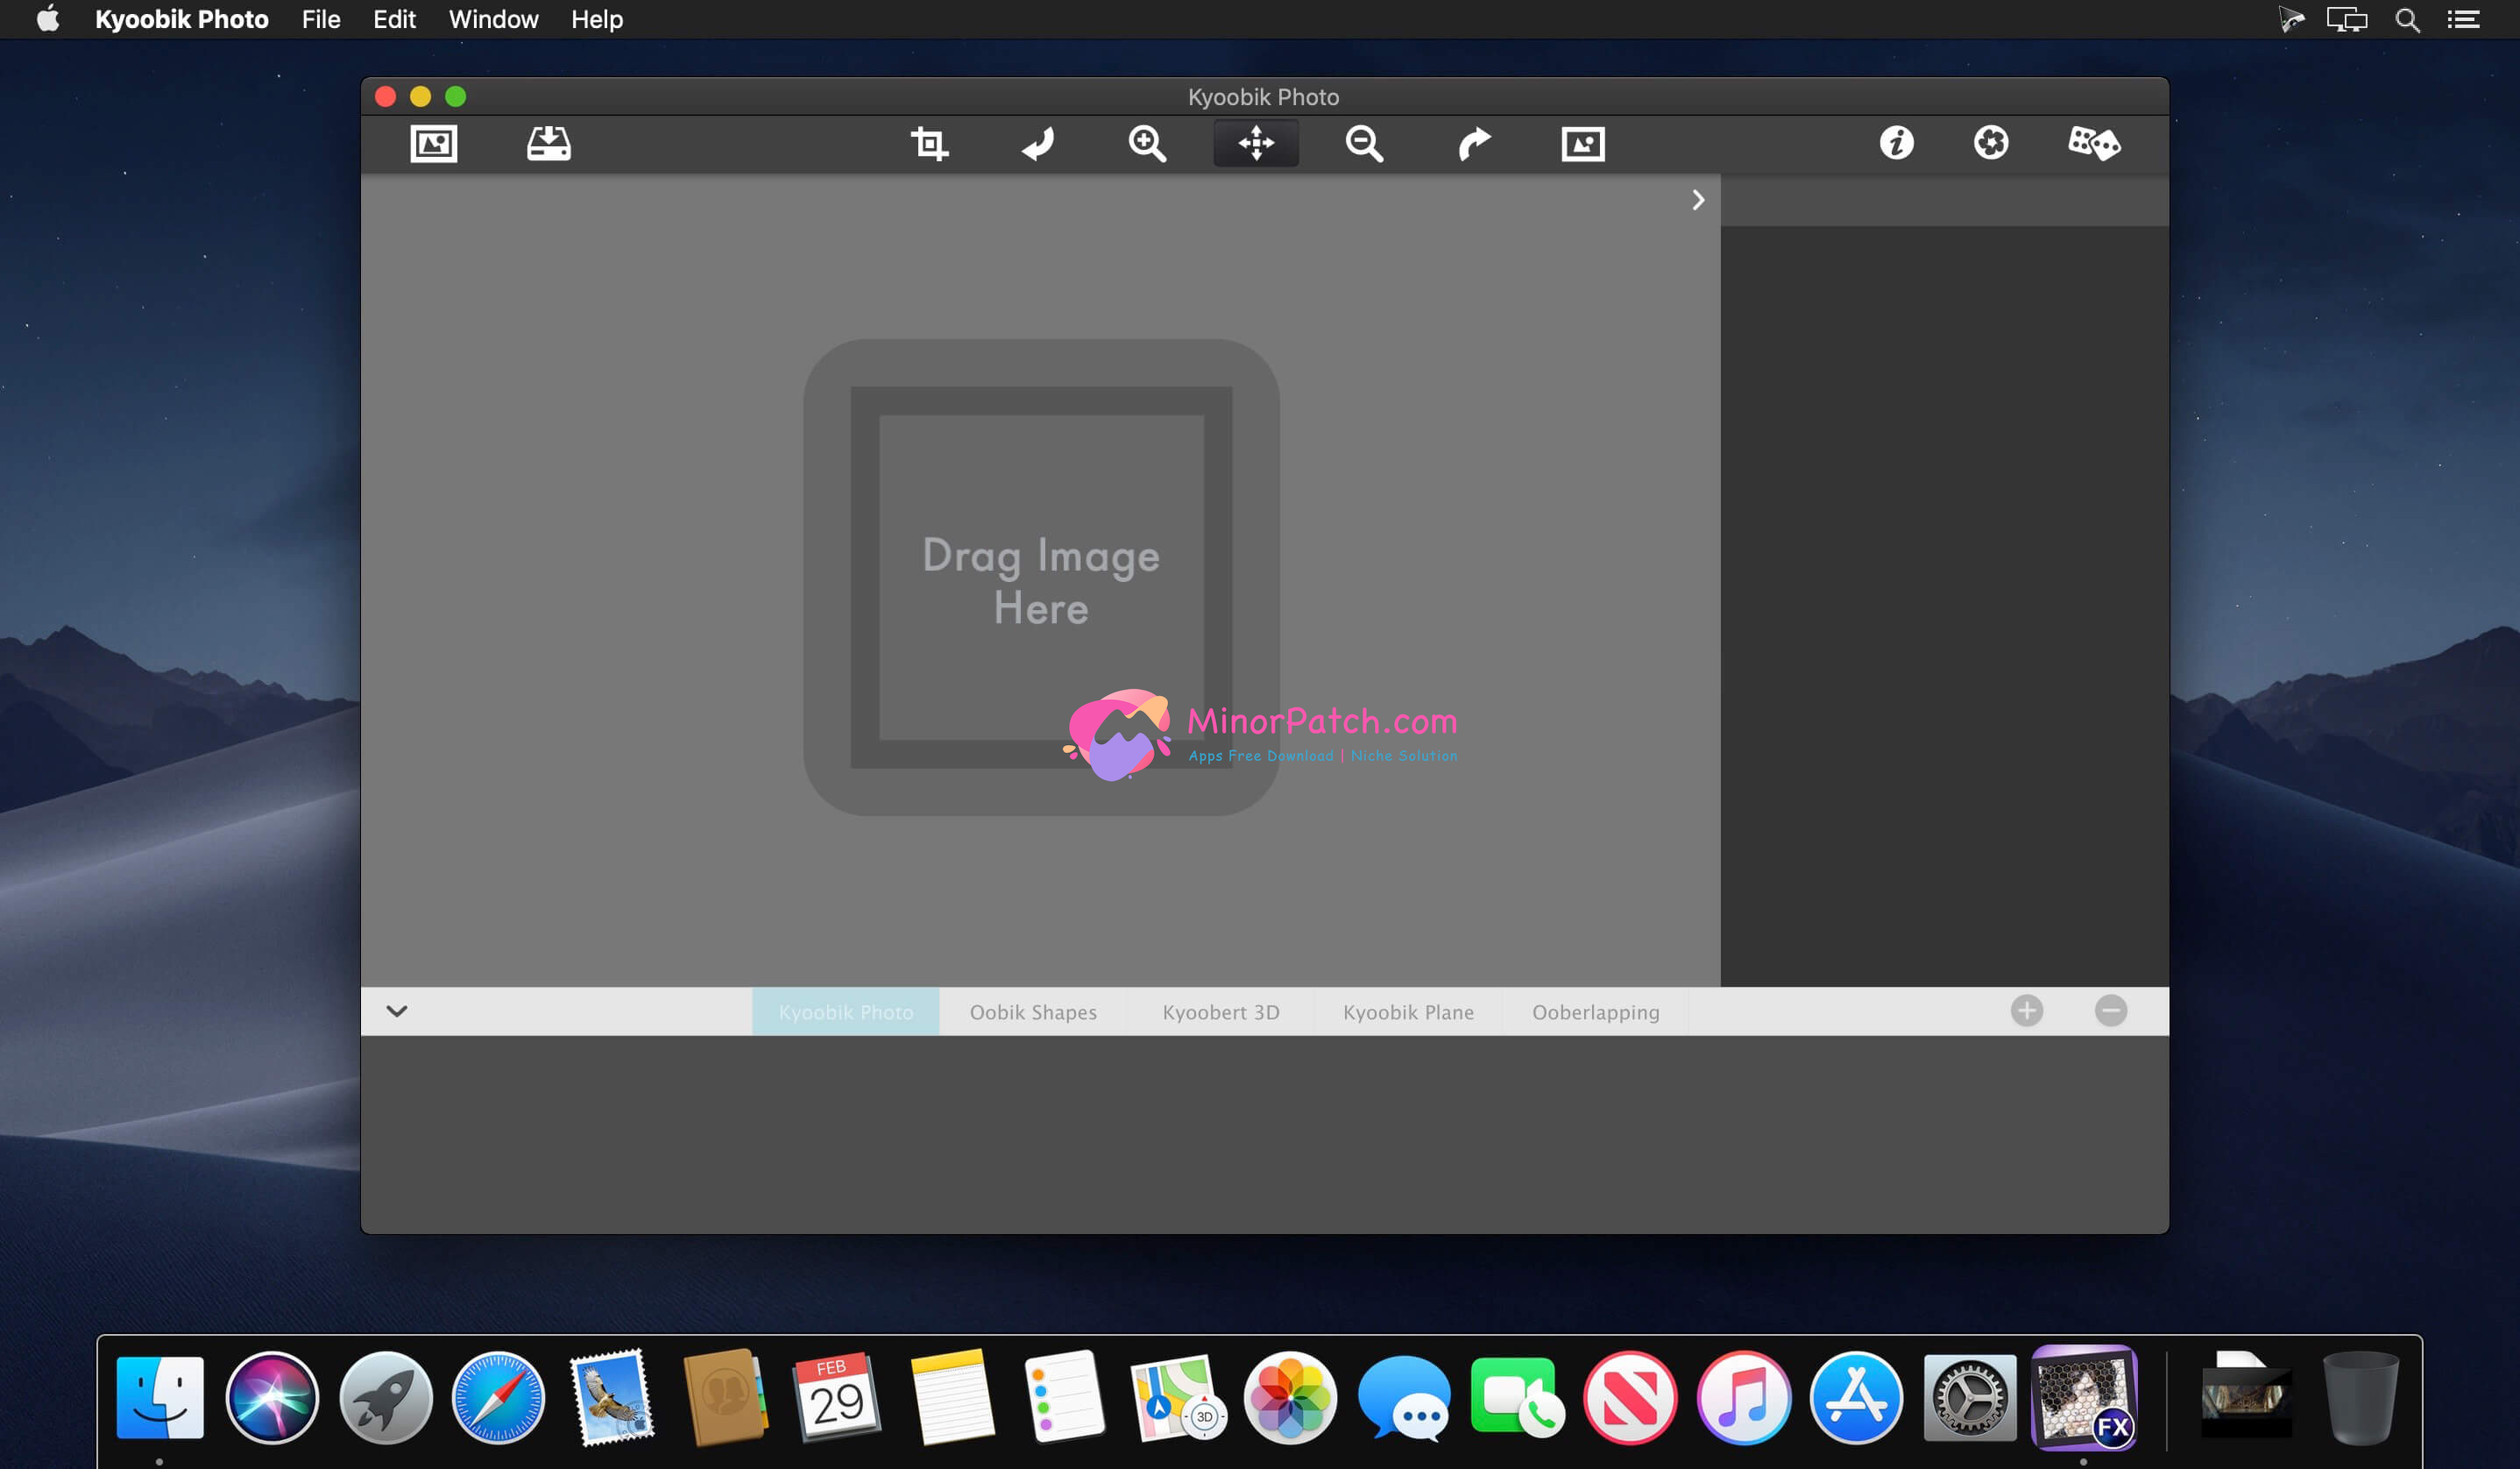 Kyoobik Photo File Edit Window Help
Kyoobik Photo
Drag Image
Here
MinorPatch.com
Apps Free Download | Niche Solution
Kyoobik Photo Oobik Shapes Kyoobert 3D Kyoobik Plane Ooberlapping
FEB
29
3D
FX